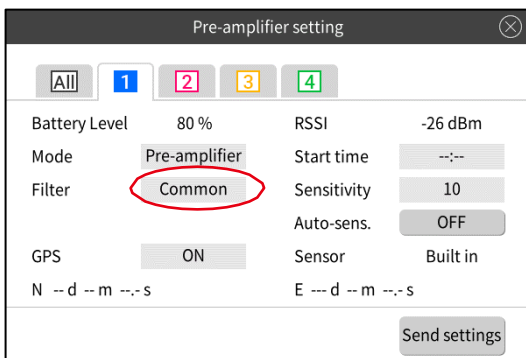 Pre-amplifier setting
All 1 2 3 4
Battery Level 80 % RSSI -26 dBm
Mode Pre-amplifier Start time --:--
Filter Common Sensitivity 10
Auto-sens. OFF
GPS ON Sensor Built in
N -- d -- m --.- s E --- d -- m --.- s
Send settings